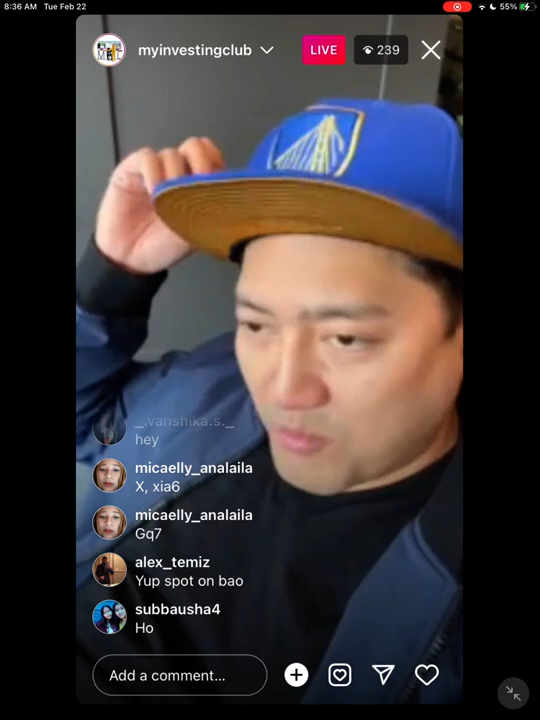 8:36 AM Tue Feb 22
55%
myinvestingclub
LIVE
239
_.vanshika.s._
hey
micaelly_analaila
X, xia6
micaelly_analaila
Gq7
alex_temiz
Yup spot on bao
subbausha4
Ho
Add a comment...